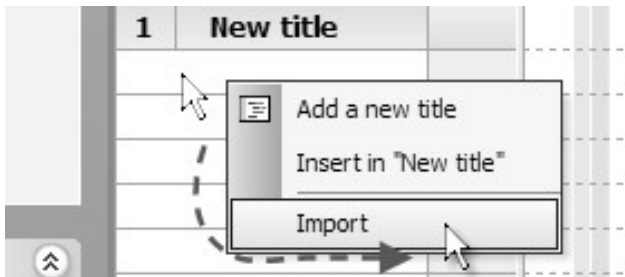 1 New title
Add a new title
Insert in "New title"
Import